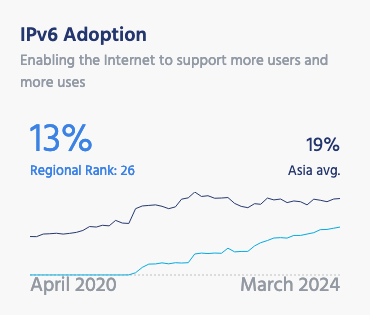 IPv6 Adoption
Enabling the Internet to support more users and
more uses
13%
19%
Regional Rank: 26
Asia avg.
April 2020
March 2024